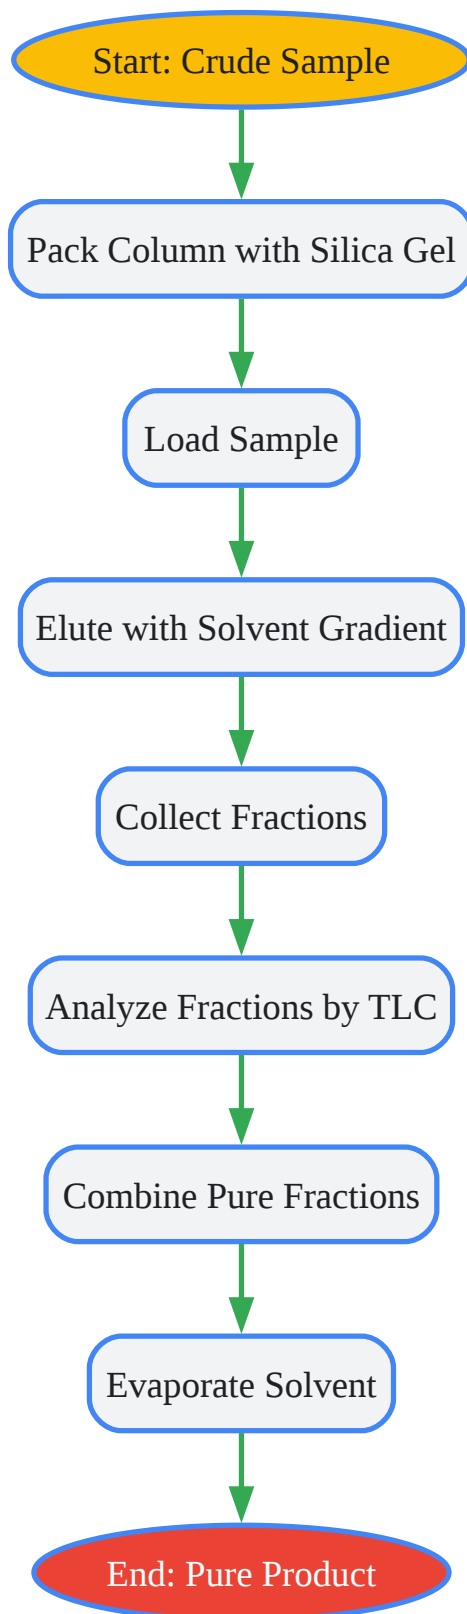 Start: Crude Sample
Pack Column with Silica Gel
Load Sample
Elute with Solvent Gradient
Collect Fractions
Analyze Fractions by TLC
Combine Pure Fractions
Evaporate Solvent
End: Pure Product